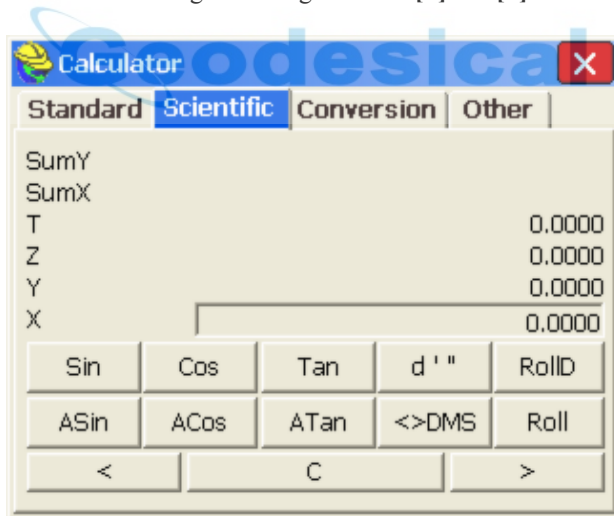 Geodesical
Calculator
Standard Scientific Conversion Other
SumY
SumX
T 0.0000
Z 0.0000
Y 0.0000
X 0.0000
Sin Cos Tan d ' " RollD
ASin ACos ATan <>DMS Roll
< C >